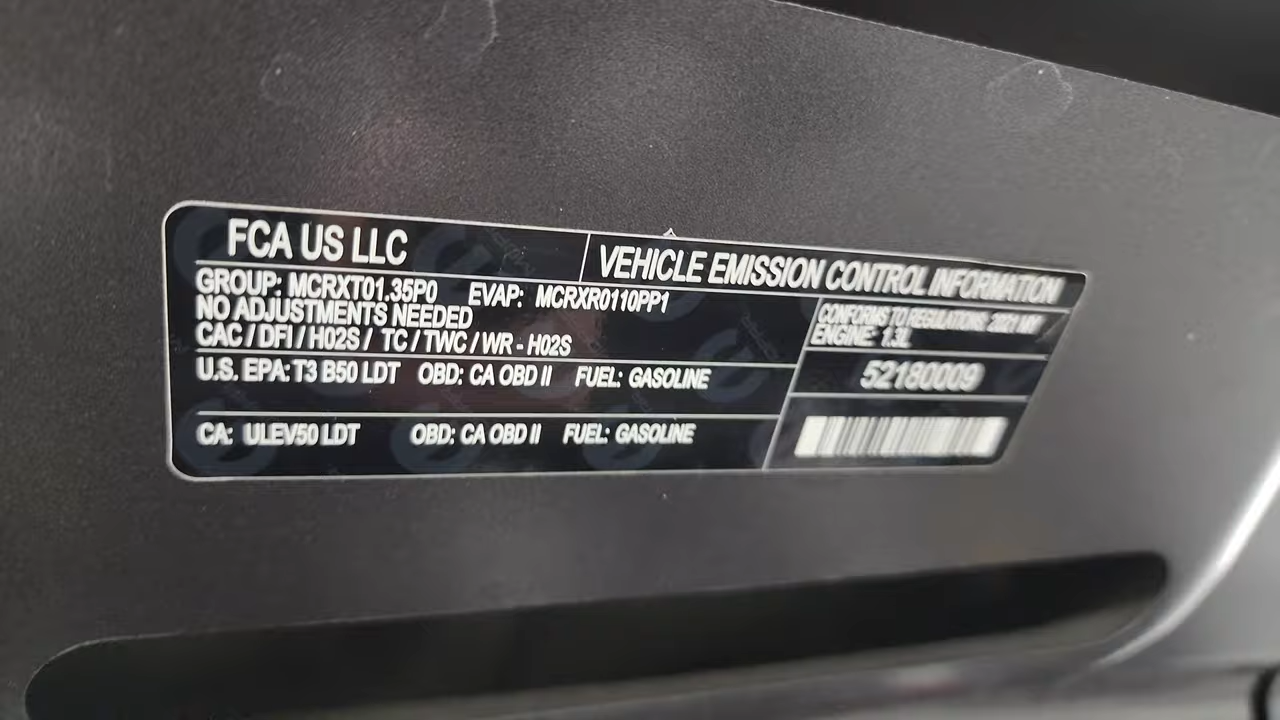 FCA US LLC
VEHICLE EMISSION CONTROL INFORMATION
GROUP: MCRXT01.35P0 EVAP: MCRXR0110PP1
NO ADJUSTMENTS NEEDED
CAC / DFI / H02S / TC / TWC / WR - H02S
CONFORMS TO REGULATIONS: 2021 MY
ENGINE: 1.3L
U.S. EPA: T3 B50 LDT OBD: CA OBD II FUEL: GASOLINE
52180009
CA: ULEV50 LDT OBD: CA OBD II FUEL: GASOLINE